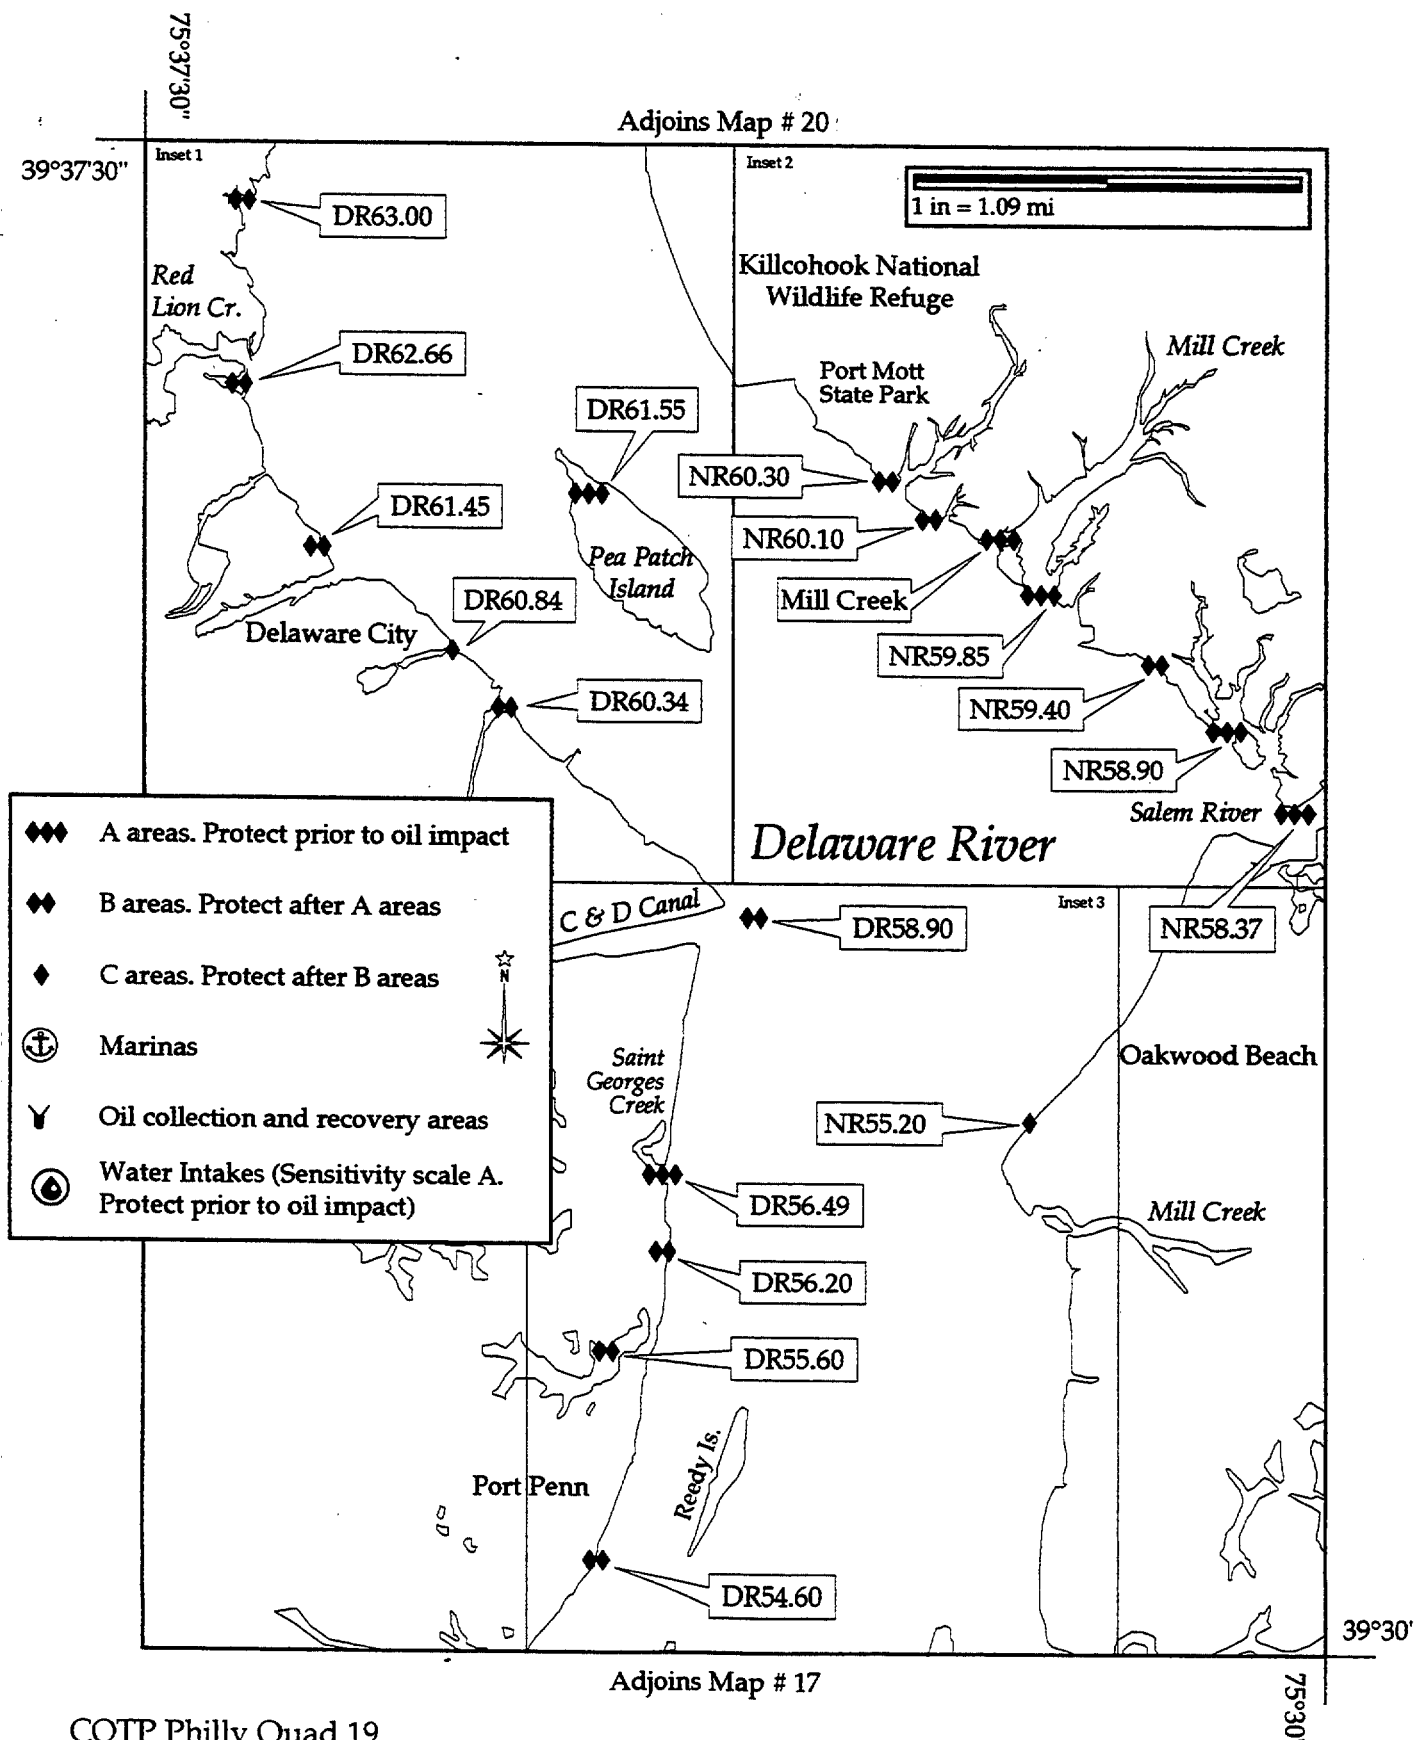 75°37'30"
Adjoins Map # 20
39°37'30"
Inset 1
Inset 2
1 in = 1.09 mi
DR63.00
Red
Lion Cr.
Killcohook National
Wildlife Refuge
DR62.66
Mill Creek
Port Mott
State Park
DR61.55
NR60.30
DR61.45
NR60.10
Pea Patch
Island
DR60.84
Mill Creek
Delaware City
NR59.85
DR60.34
NR59.40
NR58.90
Salem River
Delaware River
A areas. Protect prior to oil impact
B areas. Protect after A areas
C areas. Protect after B areas
N
Marinas
Oil collection and recovery areas
Water Intakes (Sensitivity scale A.
Protect prior to oil impact)
C & D Canal
Inset 3
DR58.90
NR58.37
Saint
Georges
Creek
Oakwood Beach
NR55.20
DR56.49
Mill Creek
DR56.20
DR55.60
Reedy Is.
Port Penn
DR54.60
39°30'
Adjoins Map # 17
75°30'
COTP Philly Quad 19